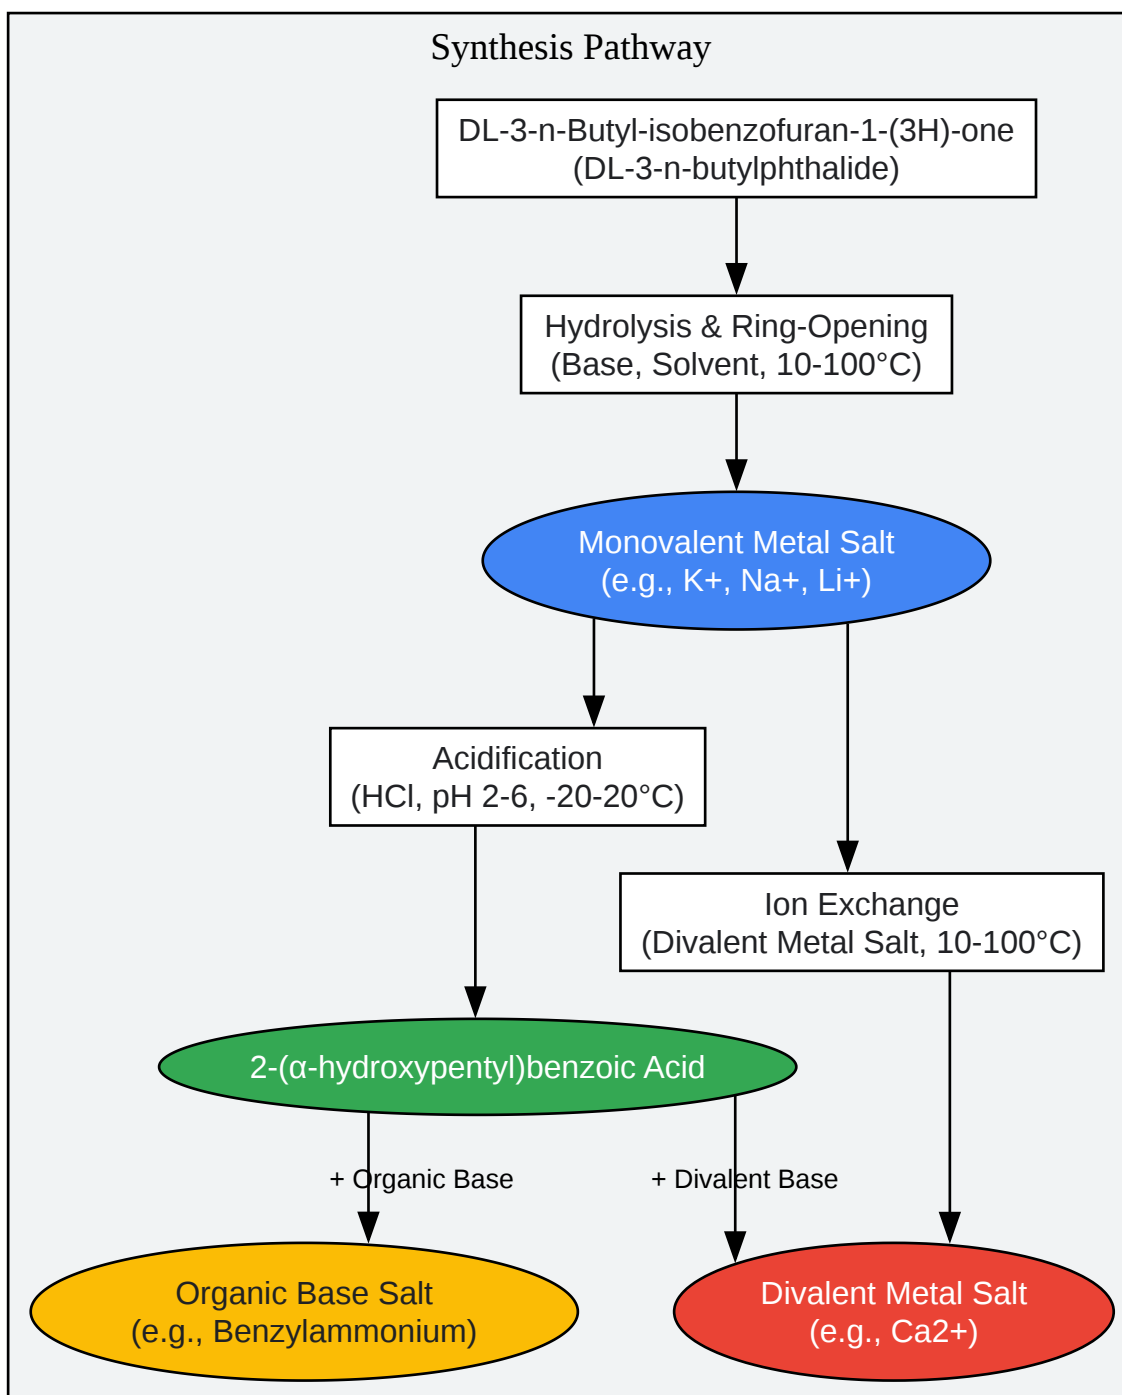 Synthesis Pathway
DL-3-n-Butyl-isobenzofuran-1-(3H)-one
(DL-3-n-butylphthalide)
Hydrolysis & Ring-Opening
(Base, Solvent, 10-100°C)
Monovalent Metal Salt
(e.g., K+, Na+, Li+)
Acidification
(HCl, pH 2-6, -20-20°C)
Ion Exchange
(Divalent Metal Salt, 10-100°C)
2-(α-hydroxypentyl)benzoic Acid
+ Organic Base
+ Divalent Base
Organic Base Salt
(e.g., Benzylammonium)
Divalent Metal Salt
(e.g., Ca2+)